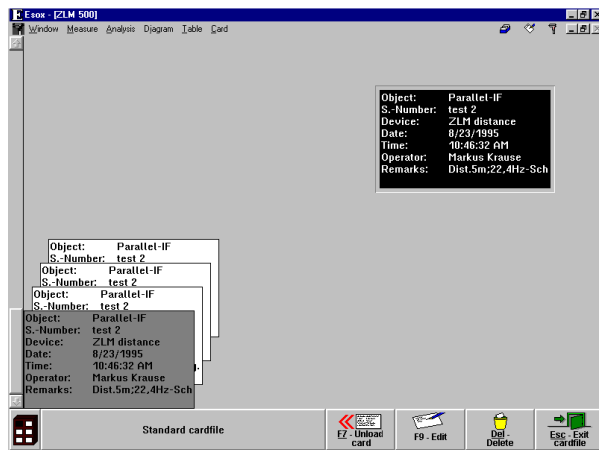 Esox - [ZLM 500]
Window Measure Analysis Djagram Table Card
Object: Parallel-IF
S.-Number: test 2
Device: ZLM distance
Date: 8/23/1995
Time: 10:46:32 AM
Operator: Markus Krause
Remarks: Dist.5m;22,4Hz-Sch
Object: Parallel-IF
S.-Number: test 2
Object: Parallel-IF
S.-Number: test 2
Object: Parallel-IF
S.-Number: test 2
Object: Parallel-IF
S.-Number: test 2
Device: ZLM distance
Date: 8/23/1995
Time: 10:46:32 AM
Operator: Markus Krause
Remarks: Dist.5m;22,4Hz-Sch
Standard cardfile
F7 - Unload
card
F9 - Edit
Del -
Delete
Esc - Exit
cardfile